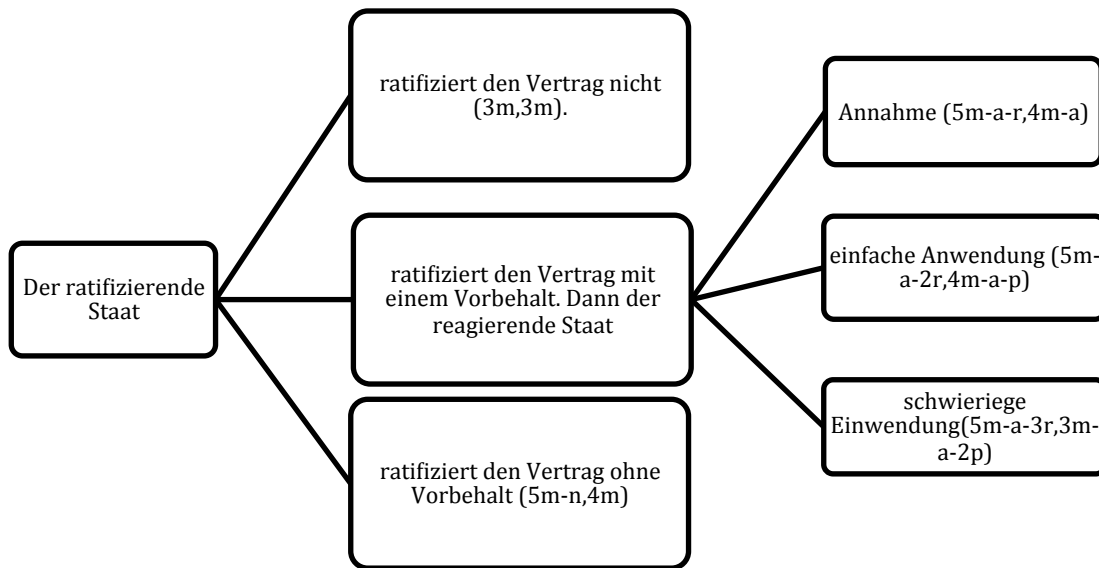 Der ratifizierende
Staat
ratifiziert den Vertrag nicht
(3m,3m).
ratifiziert den Vertrag mit
einem Vorbehalt. Dann der
reagierende Staat
ratifiziert den Vertrag ohne
Vorbehalt (5m-n,4m)
Annahme (5m-a-r,4m-a)
einfache Anwendung (5m-
a-2r,4m-a-p)
schwieriege
Einwendung(5m-a-3r,3m-
a-2p)